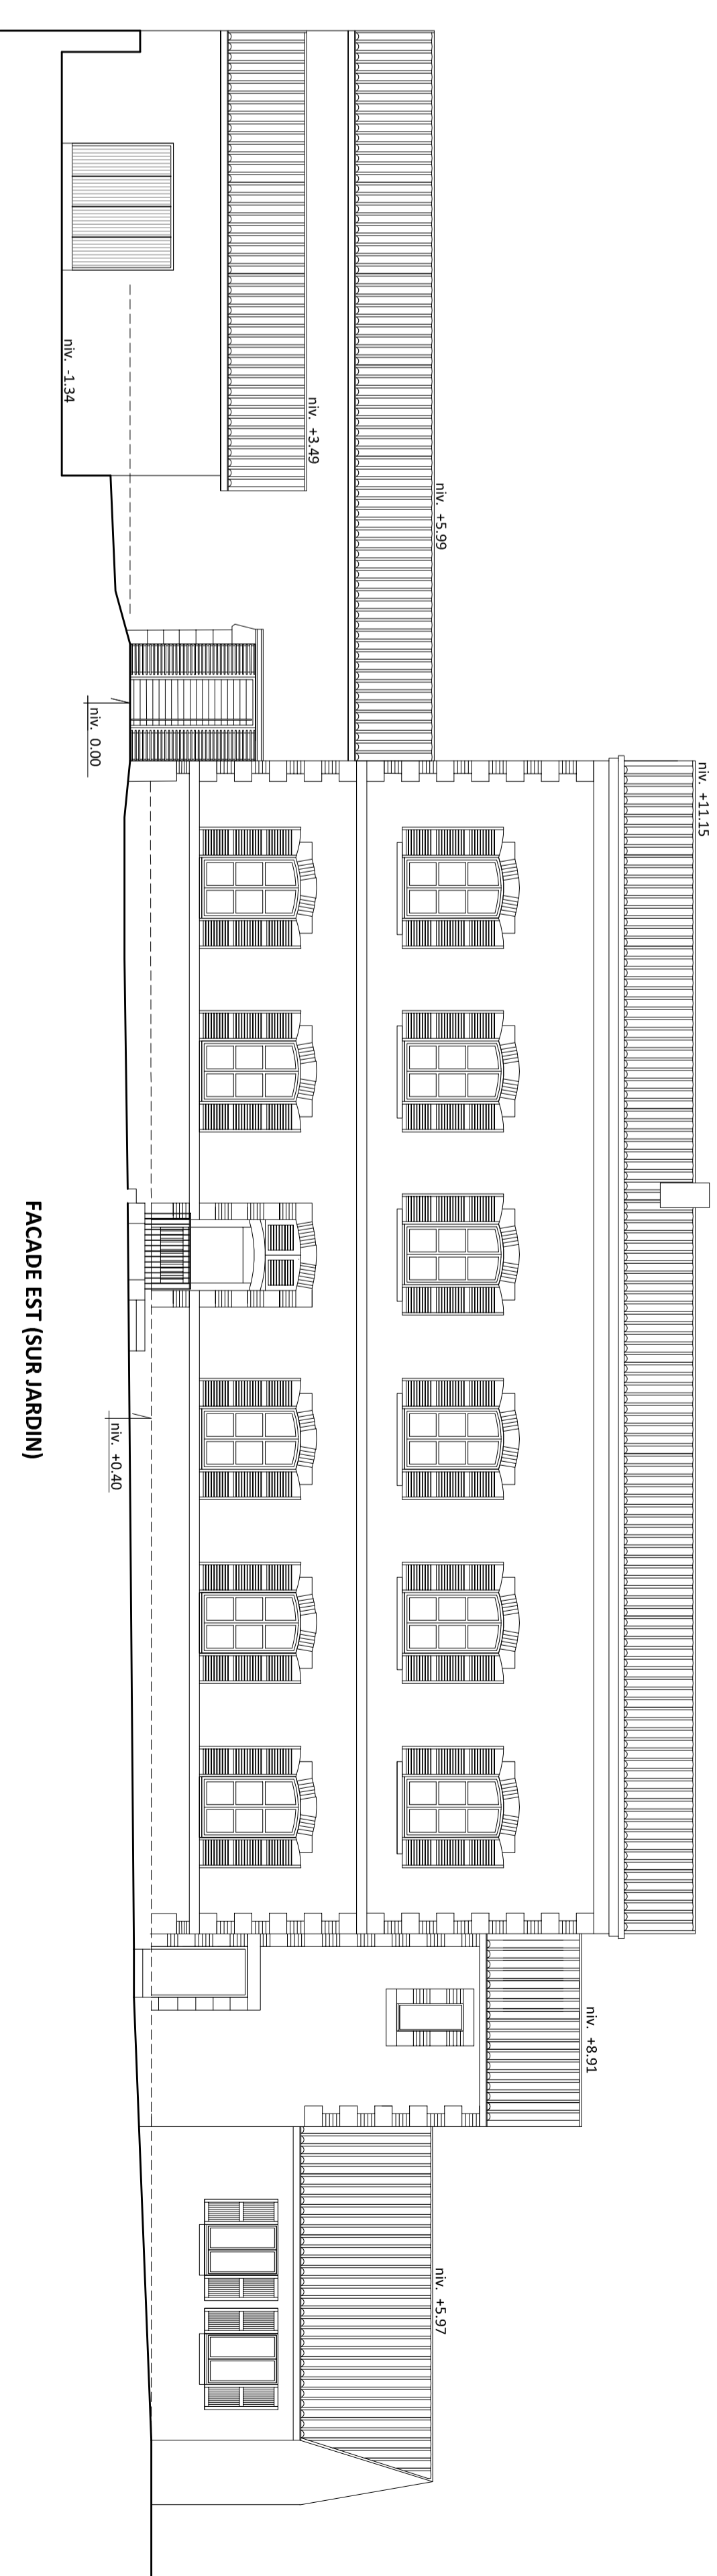 niv. +11.15
niv. +8.91
niv. +5.99
niv. +5.97
niv. +3.49
niv. 0.00
niv. +0.40
niv. -1.34
FACADE EST (SUR JARDIN)